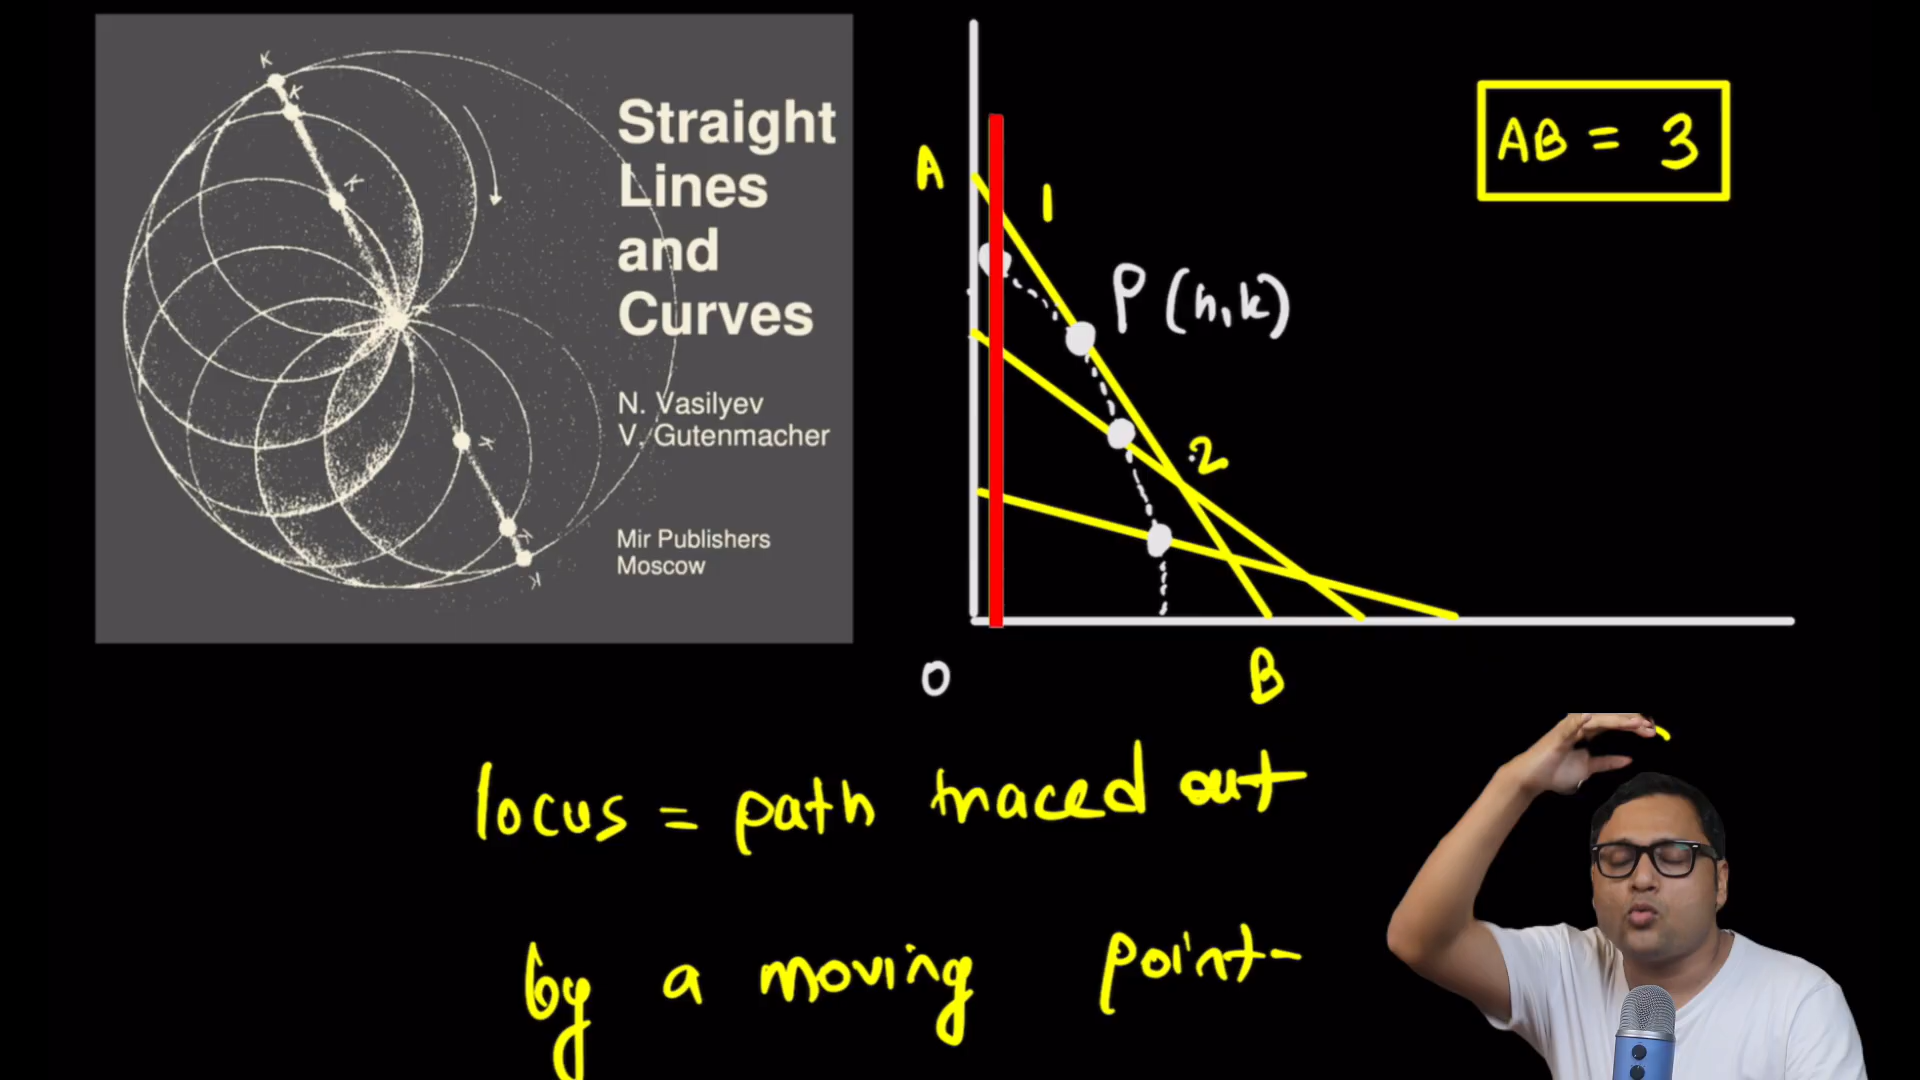 K
K
K
K
K
K
Straight
Lines
and
Curves
N. Vasilyev
V. Gutenmacher
Mir Publishers
Moscow
AB = 3
A
1
P (h,k)
2
O
B
locus = path traced out
by a moving point